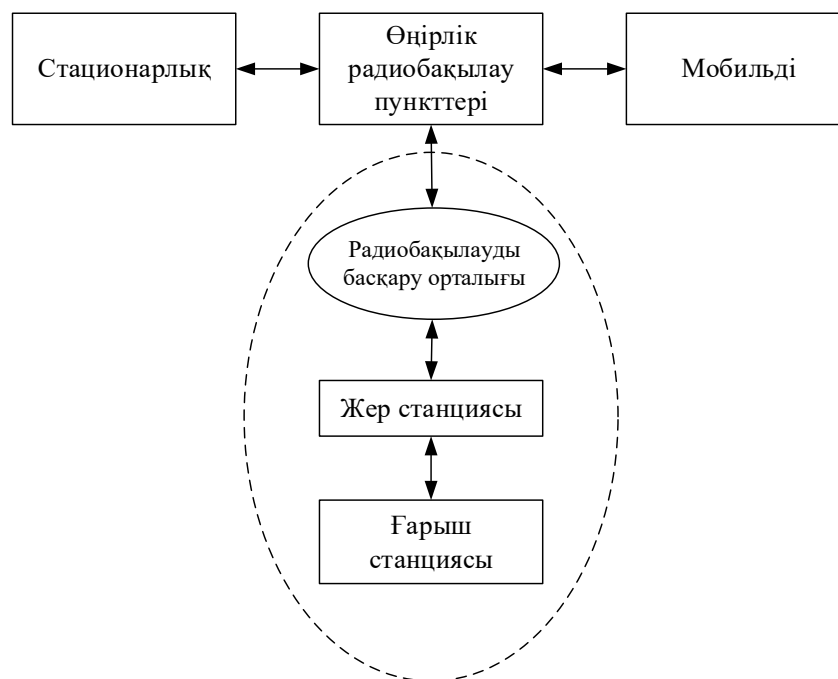 Стационарлық
Өңірлік
радиобақылау
пункттері
Мобильді
Радиобақылауды
басқару орталығы
Жер станциясы
Ғарыш
станциясы